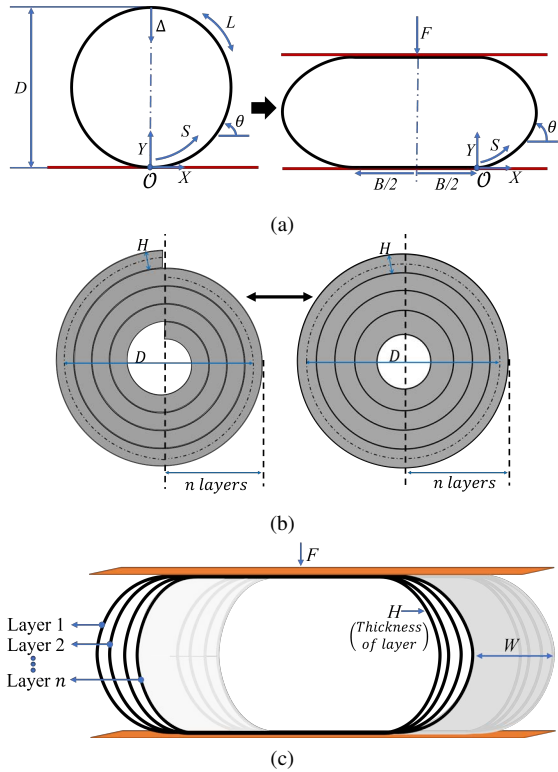 Δ L F
D
θ θ
S S
Y Y
𝒪 X B/2 B/2 𝒪 X
(a)
H H
D D
n layers n layers
(b)
F
Layer 1 H
Layer 2 (Thickness of layer) W
Layer n
(c)